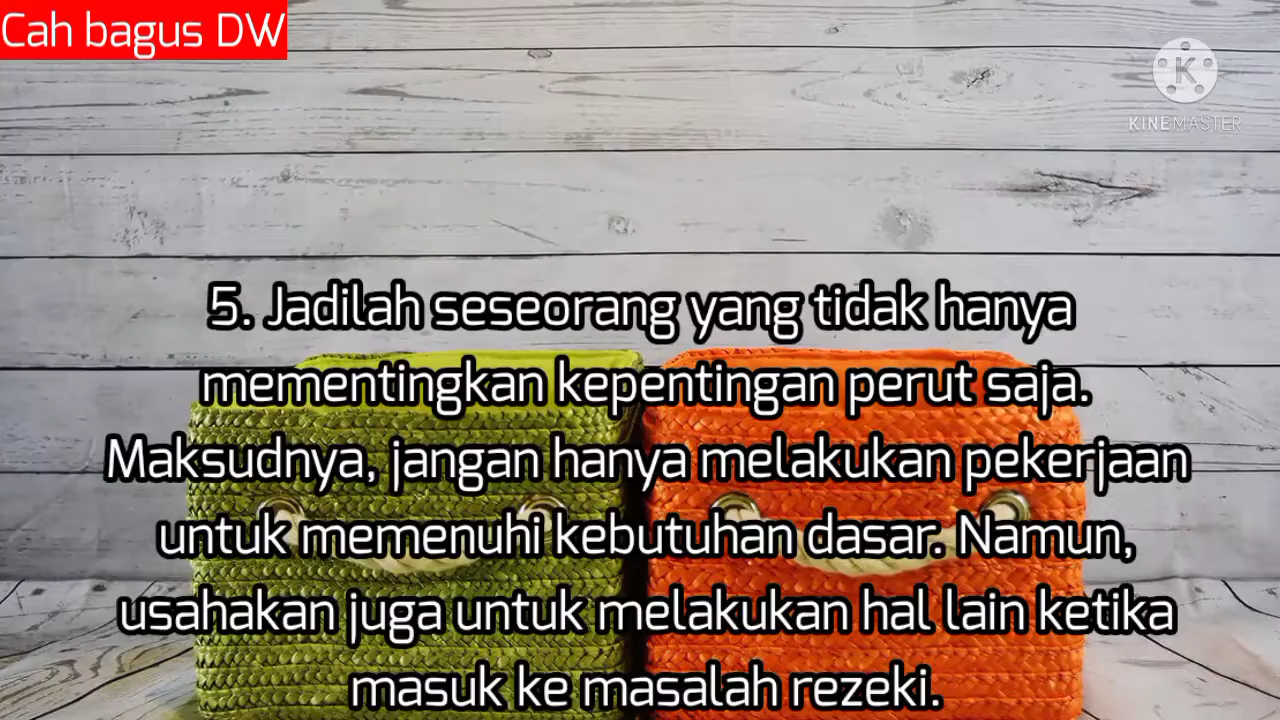 Cah bagus DW
KINEMASTER
5. Jadilah seseorang yang tidak hanya
mementingkan kepentingan perut saja.
Maksudnya, jangan hanya melakukan pekerjaan
untuk memenuhi kebutuhan dasar. Namun,
usahakan juga untuk melakukan hal lain ketika
masuk ke masalah rezeki.